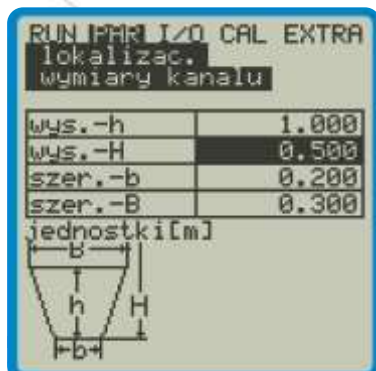 RUN PMR I/O CAL EXTRA
lokalizac.
wymiary kanalu
wys.-h 1.000
wys.-H 0.500
szer.-b 0.200
szer.-B 0.300
jednostki[m]
B
h H
b